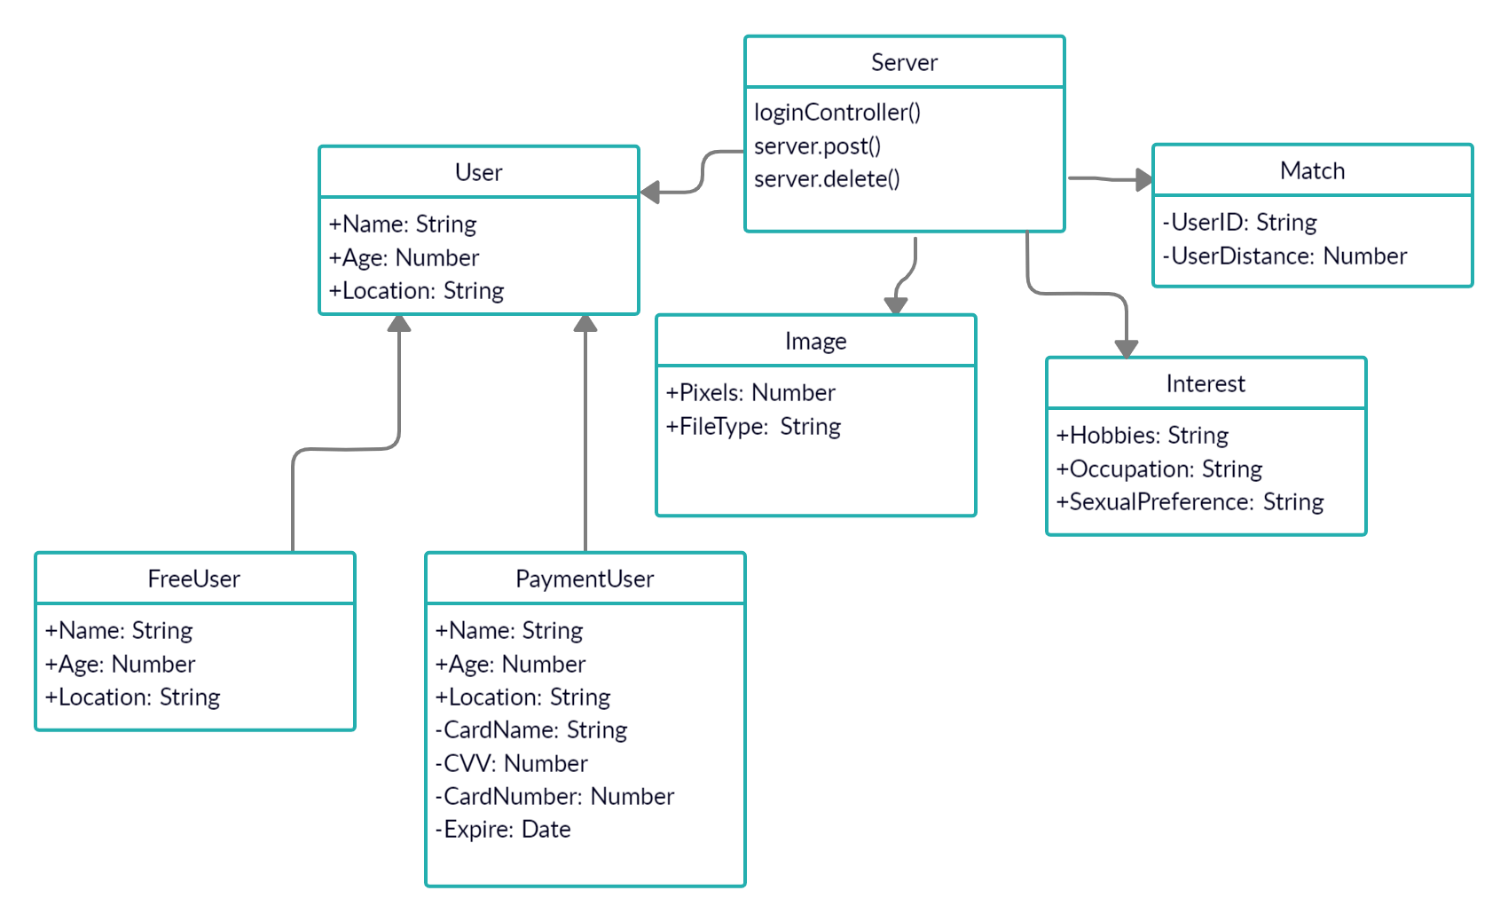 Server
loginController()
server.post()
server.delete()
User
+Name: String
+Age: Number
+Location: String
Match
-UserID: String
-UserDistance: Number
Image
+Pixels: Number
+FileType: String
Interest
+Hobbies: String
+Occupation: String
+SexualPreference: String
FreeUser
+Name: String
+Age: Number
+Location: String
PaymentUser
+Name: String
+Age: Number
+Location: String
-CardName: String
-CVV: Number
-CardNumber: Number
-Expire: Date